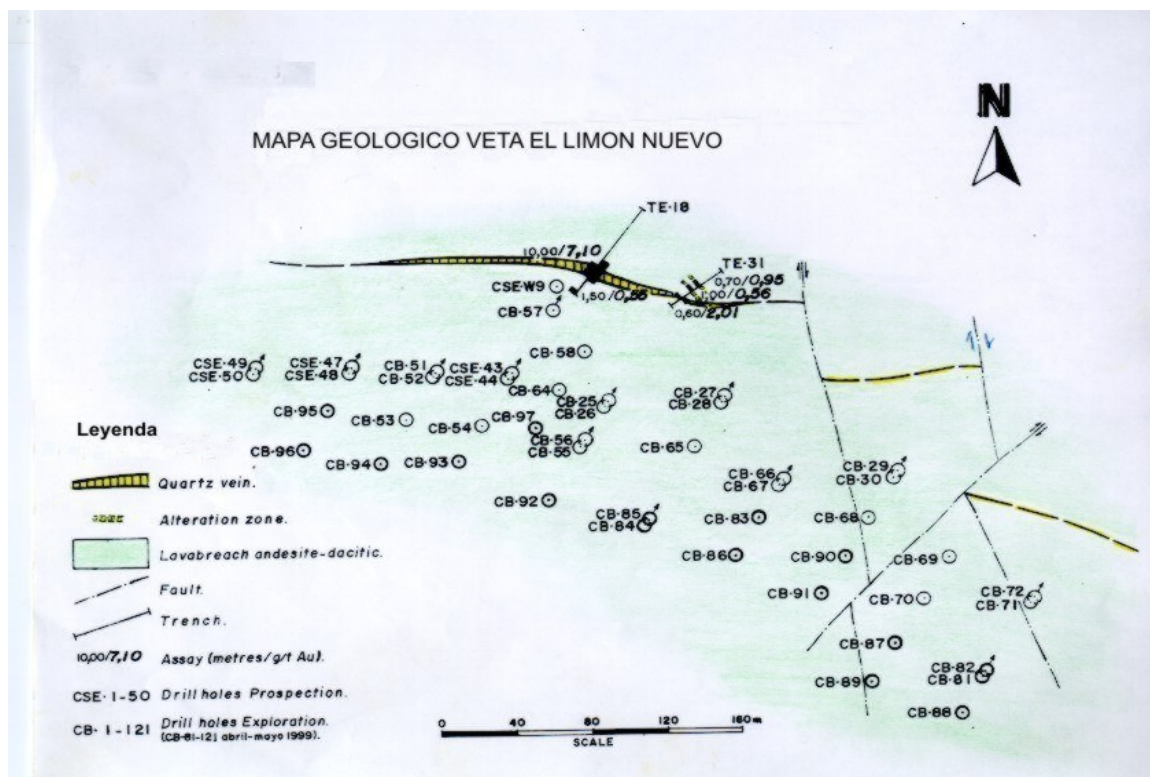 N
MAPA GEOLOGICO VETA EL LIMON NUEVO
TE-18
10,00/7,10
TE-31
0,70/0,95
1,00/0,56
CSE-W9
1,50/0,55
0,60/2,01
CB-57
CB-58
CSE-49
CSE-50
CSE-47
CSE-48
CB-51
CB-52
CSE-43
CSE-44
CB-64
CB-25
CB-26
CB-27
CB-28
CB-95
CB-53
CB-54
CB-97
CB-56
CB-55
CB-65
CB-96
CB-94
CB-93
CB-66
CB-67
CB-29
CB-30
CB-92
CB-85
CB-84
CB-83
CB-68
CB-86
CB-90
CB-69
CB-91
CB-70
CB-72
CB-71
CB-87
CB-82
CB-81
CB-89
CB-88
Leyenda
Quartz vein.
Alteration zone.
Lavabreach andesite-dacitic.
Fault.
Trench.
10,00/7,10 Assay (metres/g/t Au).
CSE-1-50 Drill holes Prospection.
CB-1-121 Drill holes Exploration.
(CB-81-121 abril-mayo 1999).
0 40 80 120 160m
SCALE